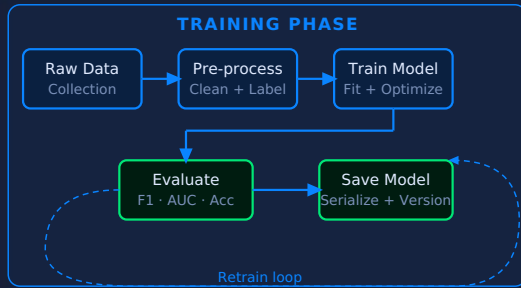 TRAINING PHASE
Raw Data
Collection
Pre-process
Clean + Label
Train Model
Fit + Optimize
Evaluate
F1 · AUC · Acc
Save Model
Serialize + Version
Retrain loop